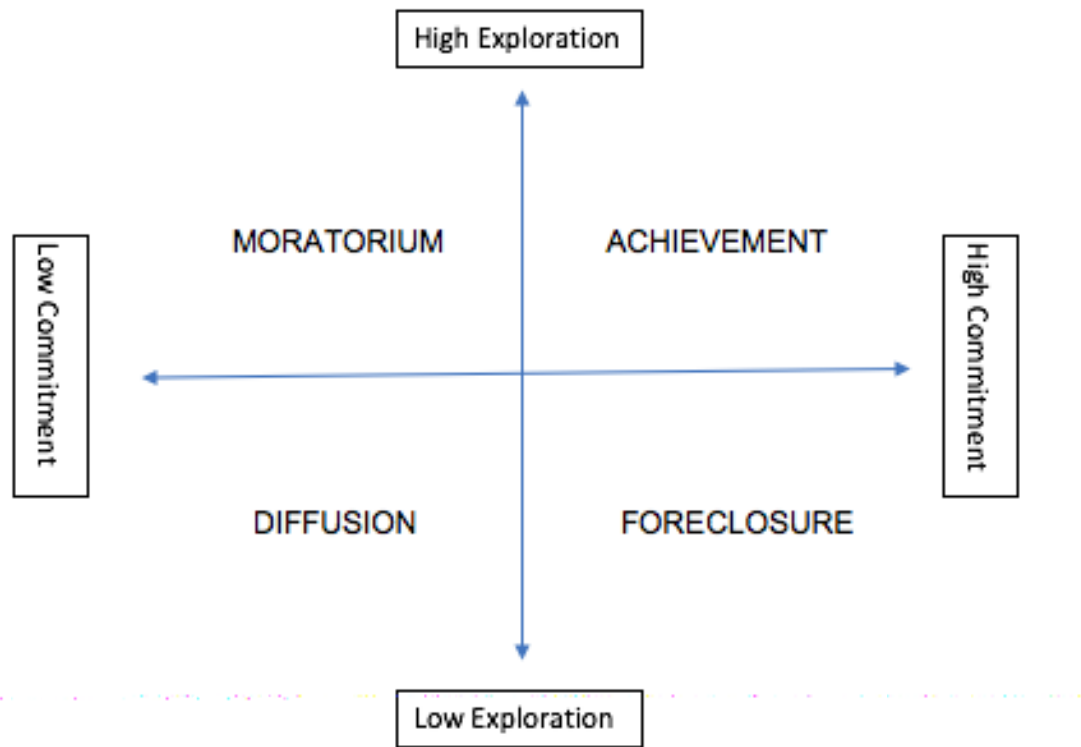 High Exploration
MORATORIUM
ACHIEVEMENT
Low Commitment
High Commitment
DIFFUSION
FORECLOSURE
Low Exploration